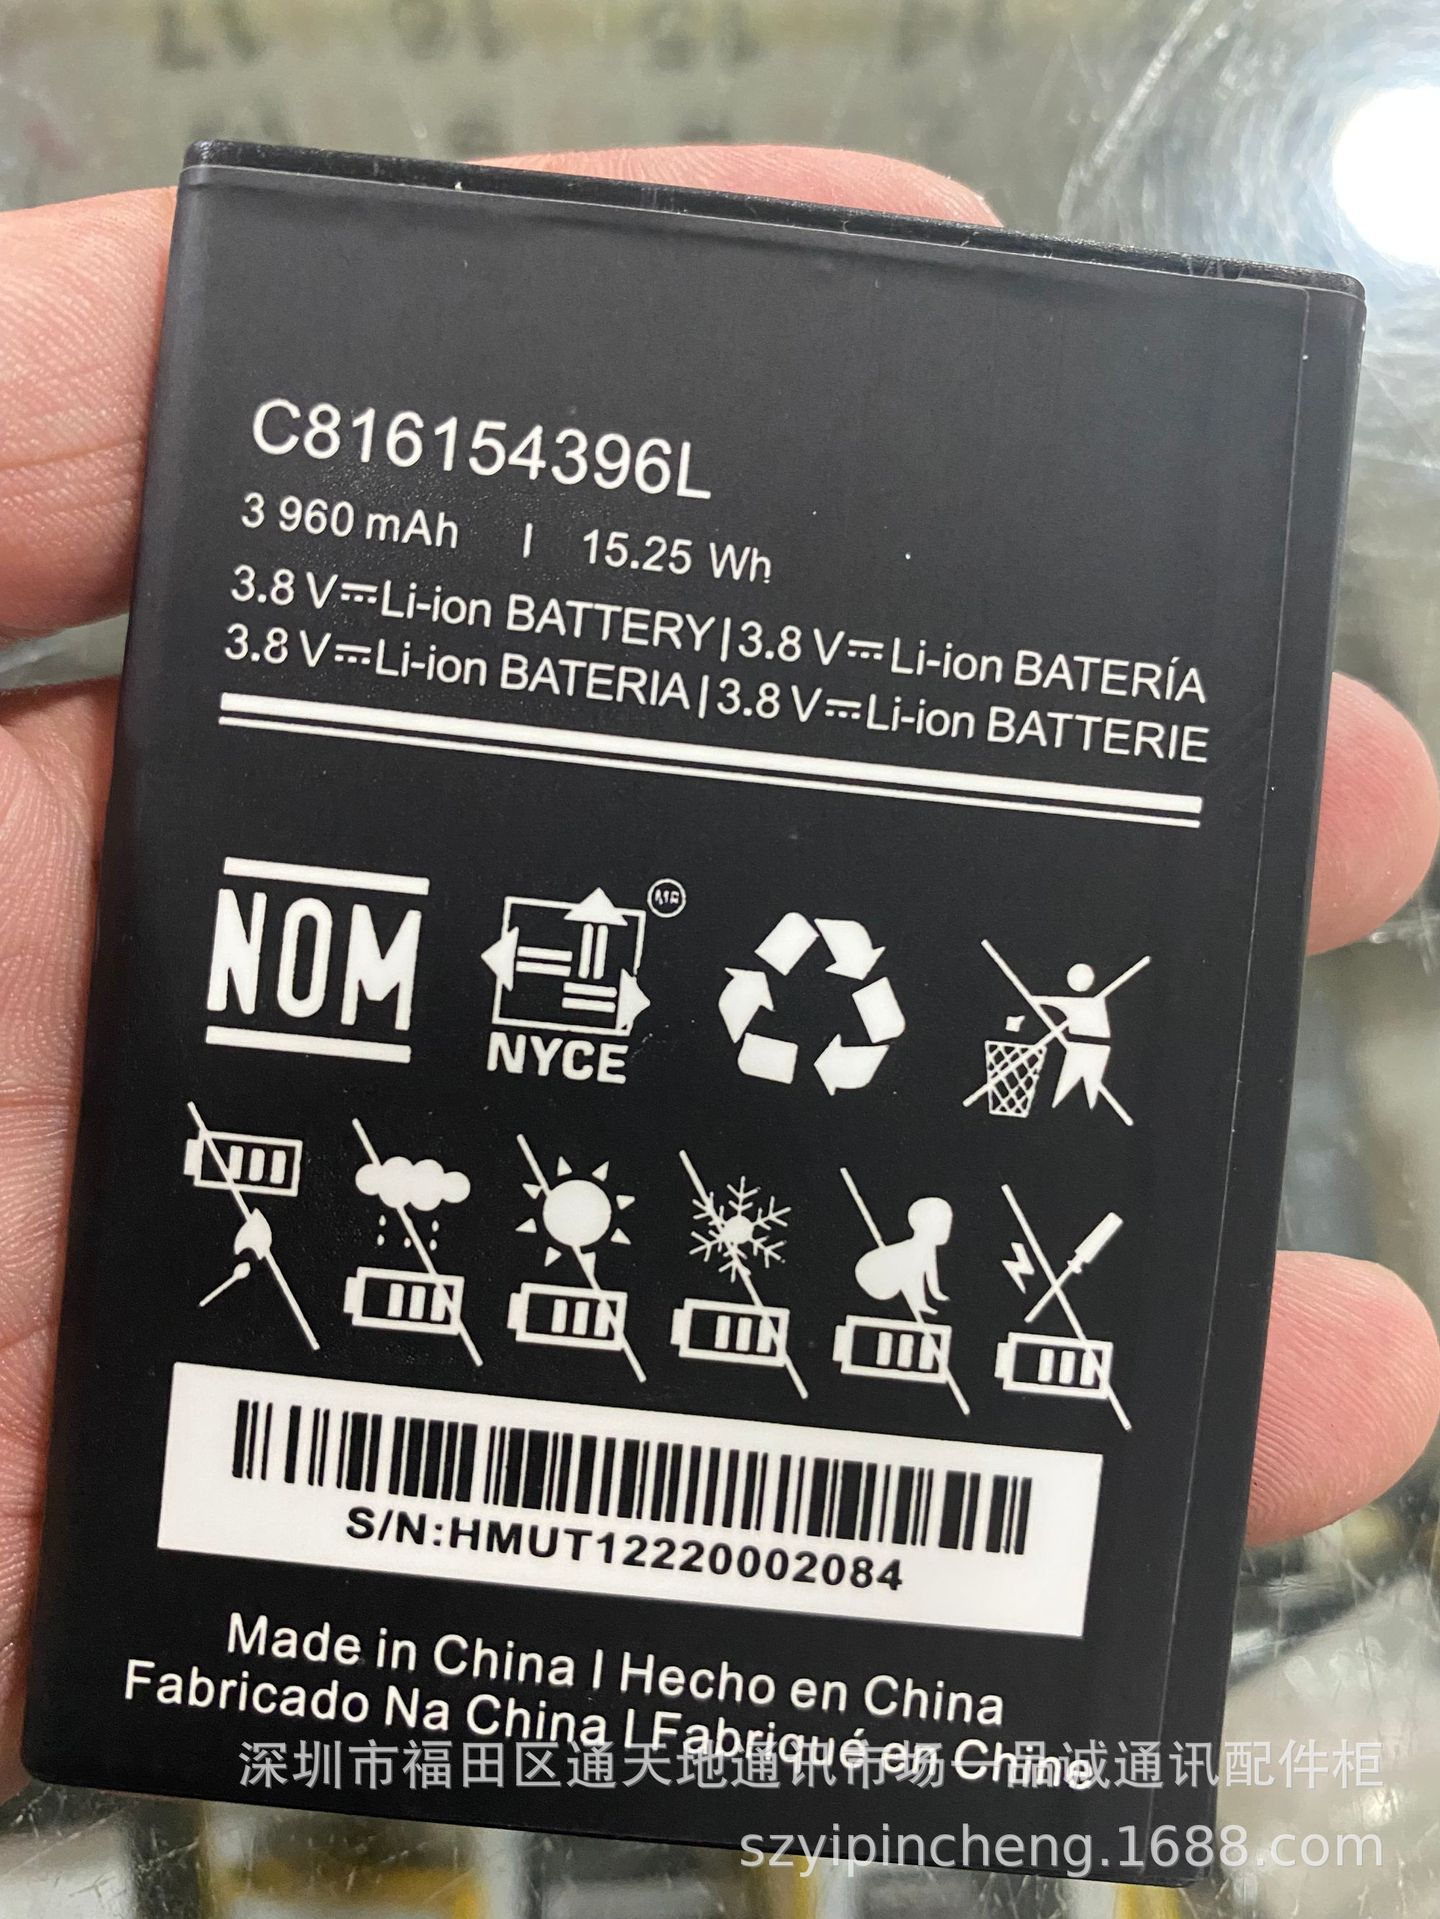 C816154396L
3 960 mAh I 15.25 Wh
3.8 V⎓Li-ion BATTERY|3.8 V⎓Li-ion BATERÍA
3.8 V⎓Li-ion BATERIA|3.8 V⎓Li-ion BATTERIE
NOM
NYCE
S/N:HMUT12220002084
Made in China I Hecho en China
Fabricado Na China I Fabriqué en Chine
深圳市福田区通天地通讯市场一品诚通讯配件柜
szyipincheng.1688.com